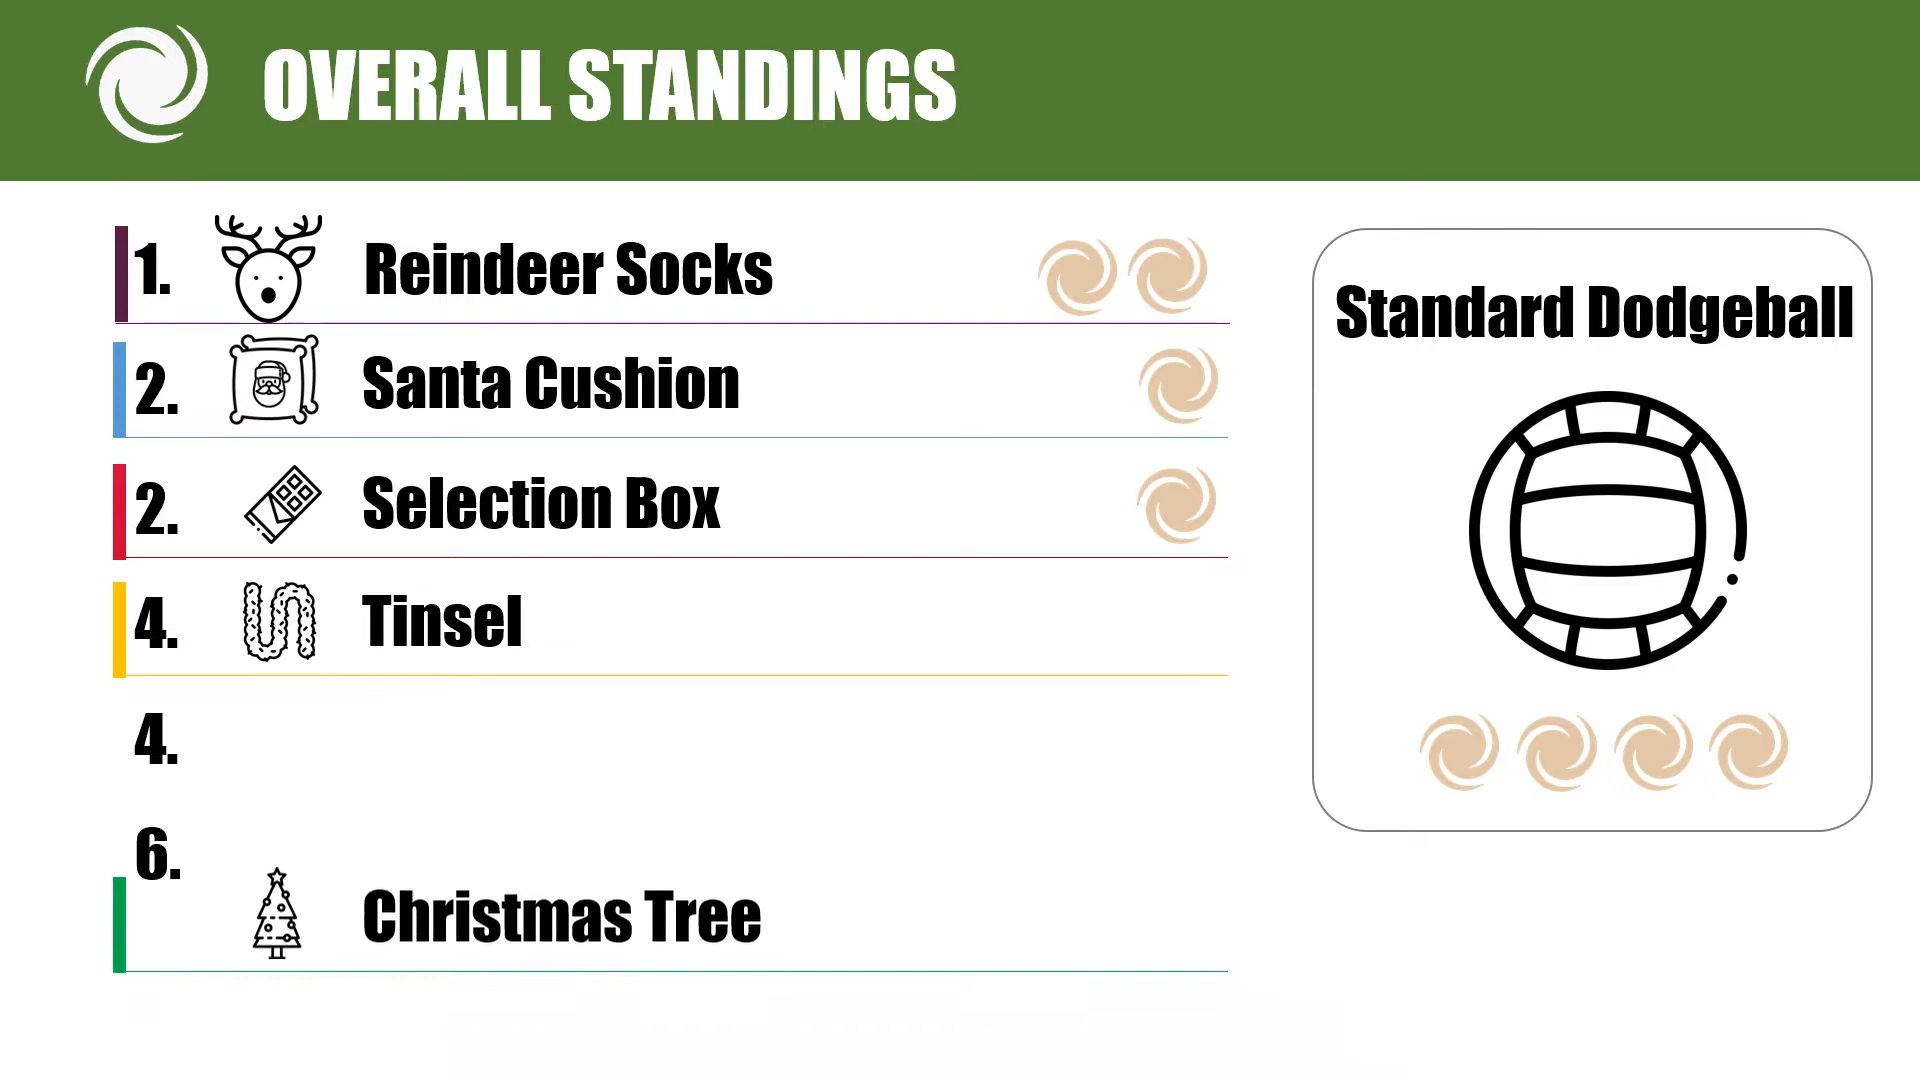 OVERALL STANDINGS
1. Reindeer Socks
2. Santa Cushion
2. Selection Box
4. Tinsel
4.
6.
Christmas Tree
Standard Dodgeball